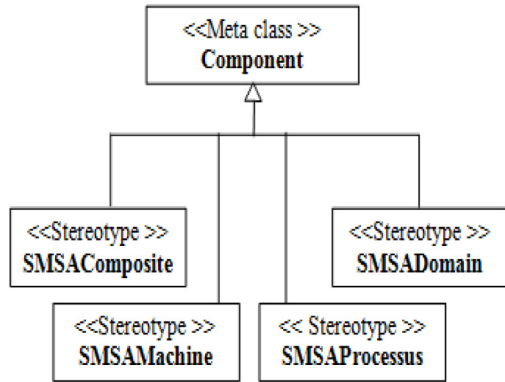 <<Meta class >>
Component
<<Stereotype >>
SMSAComposite
<<Stereotype >>
SMSADomain
<<Stereotype >>
SMSAMachine
<< Stereotype >>
SMSAProcessus